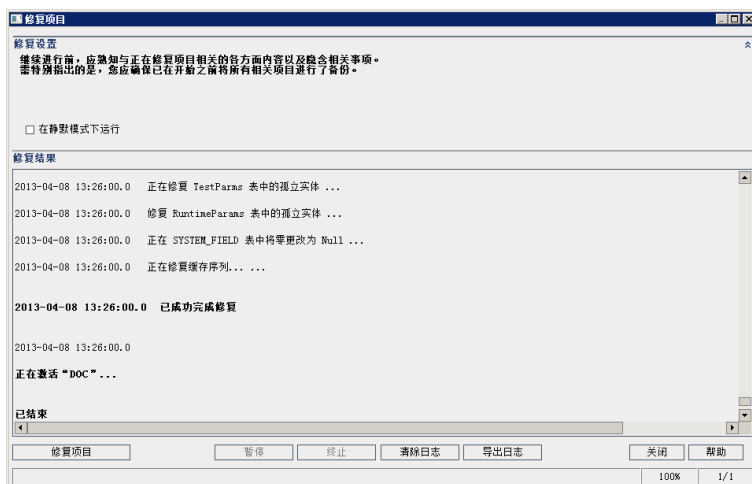 修复项目
修复设置
继续进行前，应熟知与正在修复项目相关的各方面内容以及隐含相关事项。
需特别指出的是，您应确保已在开始之前将所有相关项目进行了备份。
在静默模式下运行
修复结果
2013-04-08 13:26:00.0 正在修复 TestParms 表中的孤立实体 ...
2013-04-08 13:26:00.0 修复 RuntimeParams 表中的孤立实体 ...
2013-04-08 13:26:00.0 正在 SYSTEM_FIELD 表中将零更改为 Null ...
2013-04-08 13:26:00.0 正在修复缓存序列... ...
2013-04-08 13:26:00.0 已成功完成修复
2013-04-08 13:26:00.0
正在激活“DOC”...
已结束
修复项目 暂停 终止 清除日志 导出日志 关闭 帮助
100% 1/1